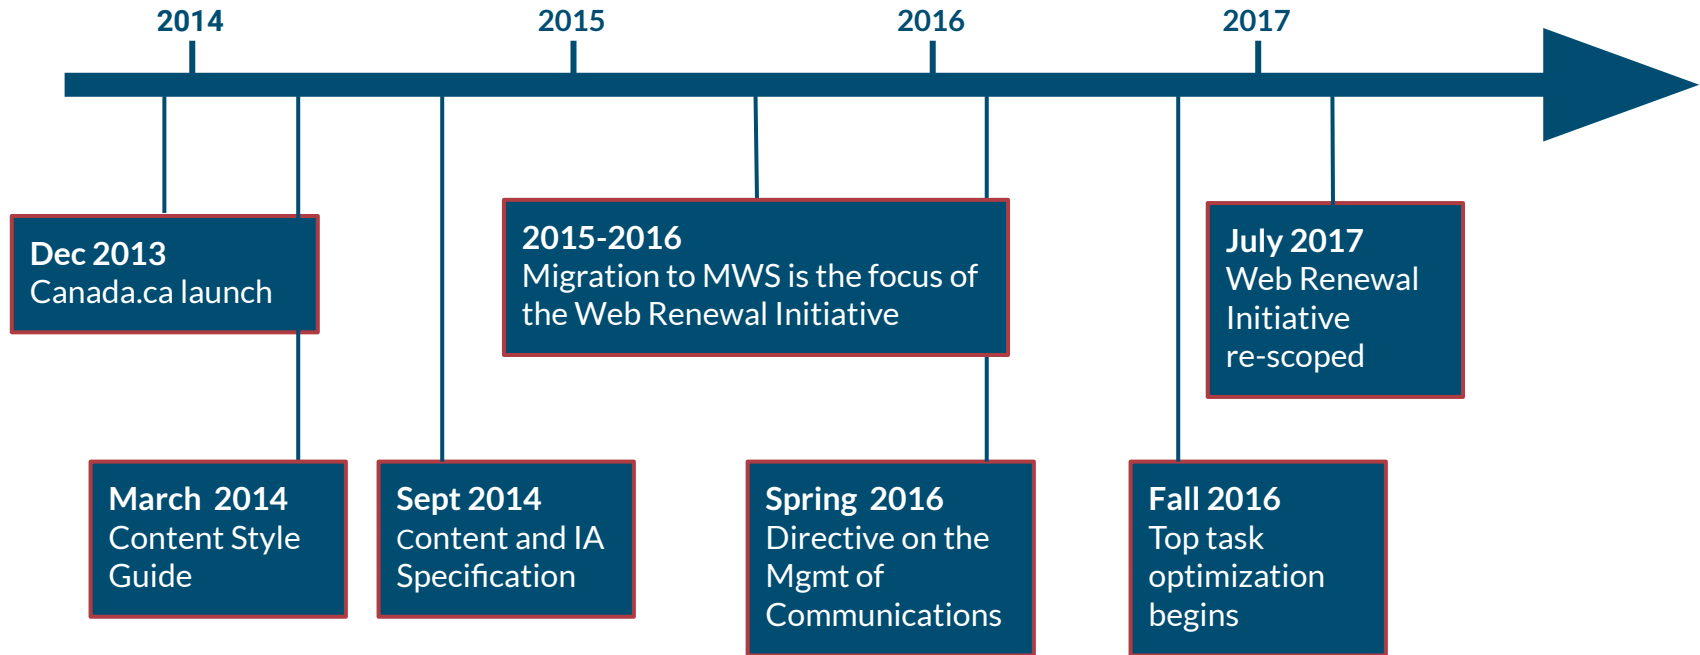 2014
2015
2016
2017
Dec 2013
Canada.ca launch
2015-2016
Migration to MWS is the focus of
the Web Renewal Initiative
July 2017
Web Renewal
Initiative
re-scoped
March  2014
Content Style
Guide
Sept 2014
Content and IA
Specification
Spring  2016
Directive on the
Mgmt of
Communications
Fall 2016
Top task
optimization
begins